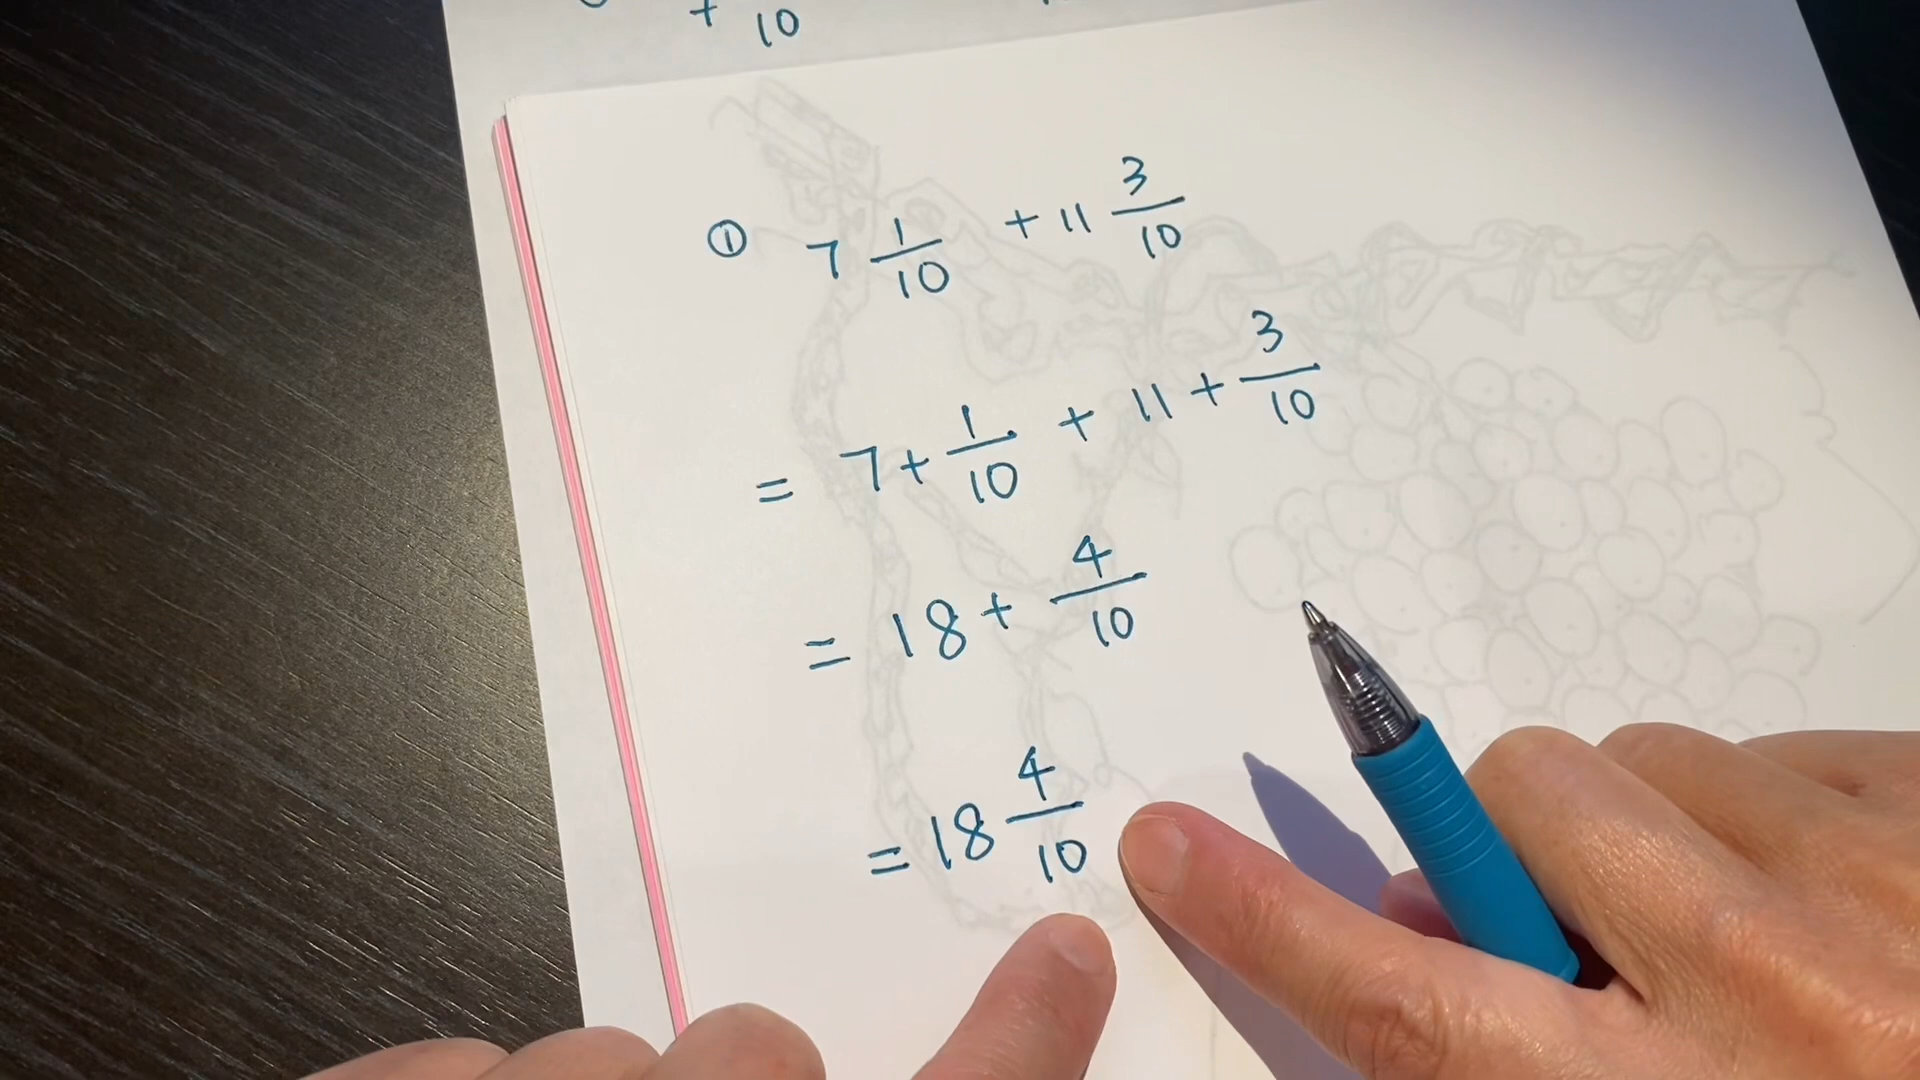 + 10
① 7 1/10 + 11 3/10
= 7 + 1/10 + 11 + 3/10
= 18 + 4/10
= 18 4/10